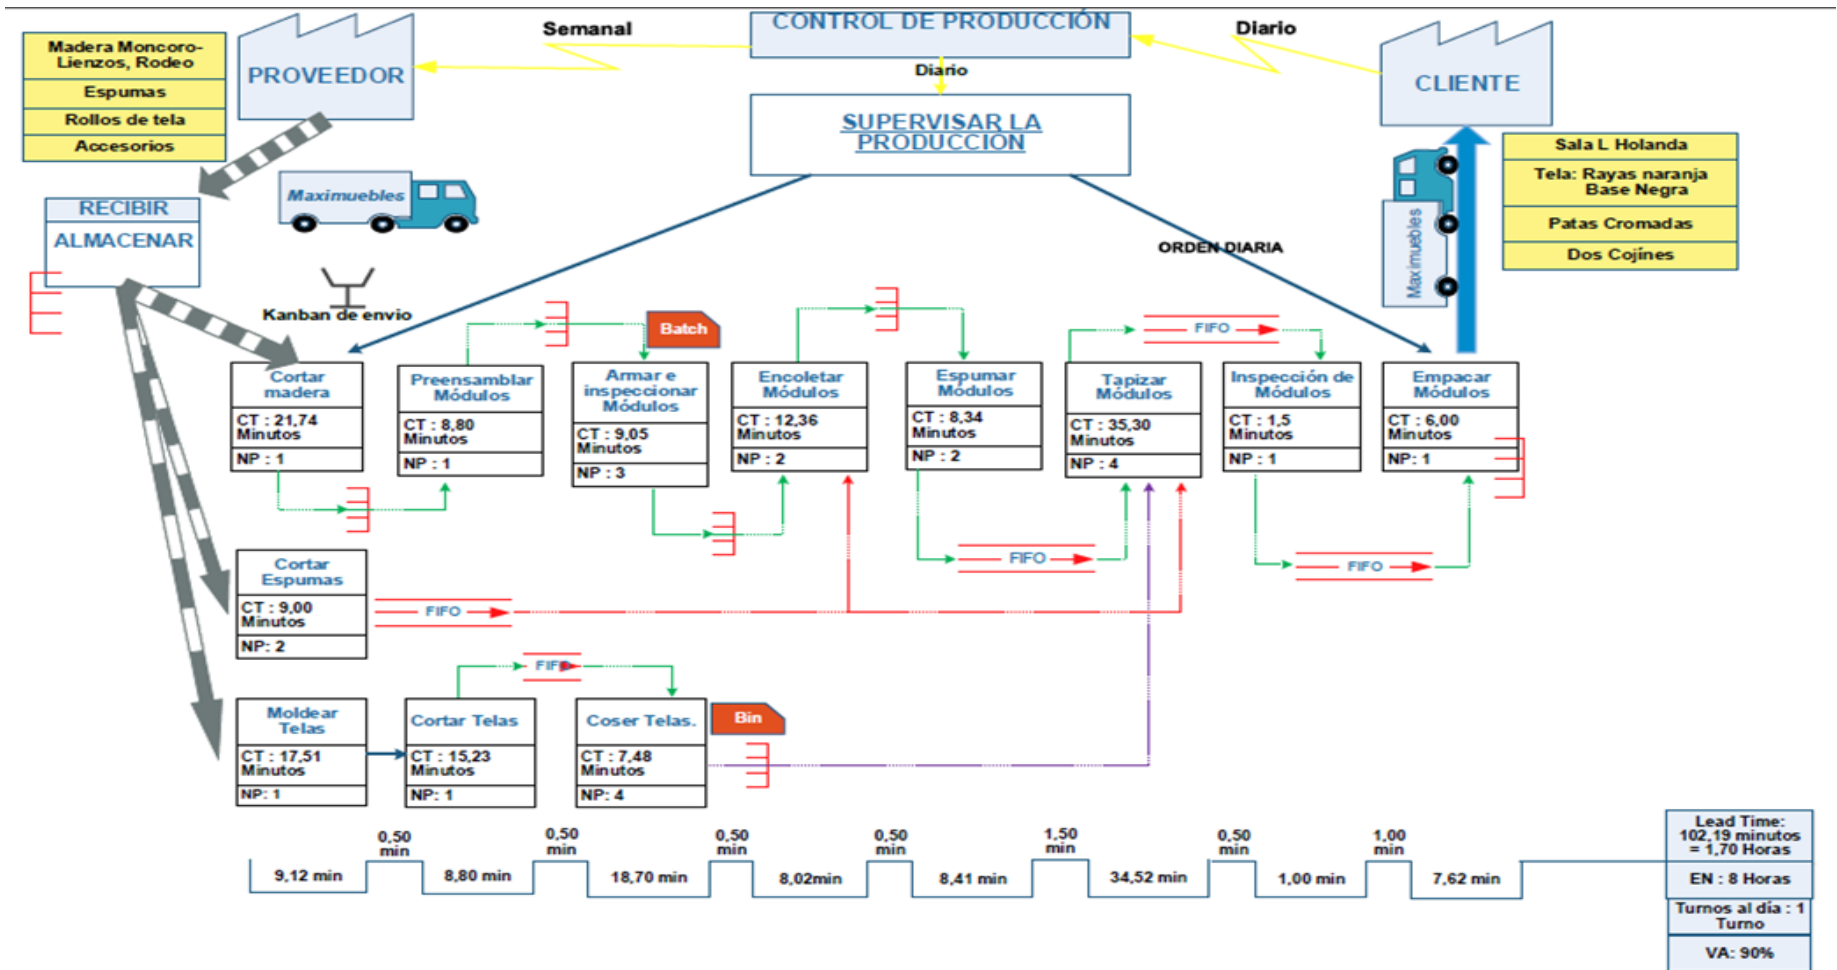 Semanal
CONTROL DE PRODUCCIÓN
Diario
Madera Moncoro-
Lienzos, Rodeo
Espumas
Rollos de tela
Accesorios
PROVEEDOR
Diario
CLIENTE
SUPERVISAR LA
PRODUCCION
Sala L Holanda
Tela: Rayas naranja
Base Negra
Patas Cromadas
Dos Cojínes
Maximuebles
Maximuebles
RECIBIR
ALMACENAR
ORDEN DIARIA
Kanban de envio
Batch
FIFO
Cortar
madera
CT : 21,74
Minutos
NP : 1
Preensamblar
Módulos
CT : 8,80
Minutos
NP : 1
Armar e
inspeccionar
Módulos
CT : 9,05
Minutos
NP : 3
Encoletar
Módulos
CT : 12,36
Minutos
NP : 2
Espumar
Módulos
CT : 8,34
Minutos
NP : 2
Tapizar
Módulos
CT : 35,30
Minutos
NP : 4
Inspección de
Módulos
CT : 1,5
Minutos
NP : 1
Empacar
Módulos
CT : 6,00
Minutos
NP: 1
FIFO
FIFO
Cortar
Espumas
CT : 9,00
Minutos
NP: 2
FIFO
FIFO
Moldear
Telas
CT : 17,51
Minutos
NP: 1
Cortar Telas
CT : 15,23
Minutos
NP: 1
Coser Telas.
CT : 7,48
Minutos
NP: 4
Bin
0,50
min
0,50
min
0,50
min
0,50
min
1,50
min
0,50
min
1,00
min
9,12 min
8,80 min
18,70 min
8,02min
8,41 min
34,52 min
1,00 min
7,62 min
Lead Time:
102,19 minutos
= 1,70 Horas
EN : 8 Horas
Turnos al día : 1
Turno
VA: 90%